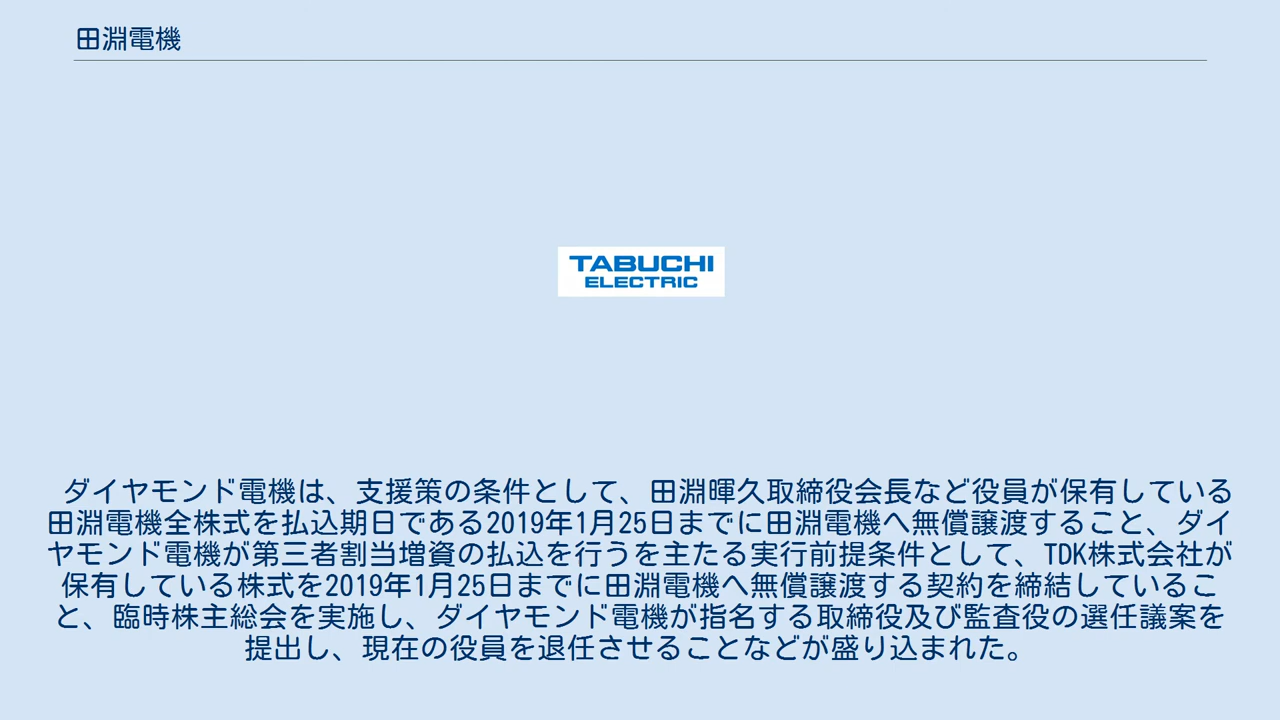 田淵電機
TABUCHI
ELECTRIC
ダイヤモンド電機は、支援策の条件として、田淵暉久取締役会長など役員が保有している
田淵電機全株式を払込期日である2019年1月25日までに田淵電機へ無償譲渡すること、ダイ
ヤモンド電機が第三者割当増資の払込を行うを主たる実行前提条件として、TDK株式会社が
保有している株式を2019年1月25日までに田淵電機へ無償譲渡する契約を締結しているこ
と、臨時株主総会を実施し、ダイヤモンド電機が指名する取締役及び監査役の選任議案を
提出し、現在の役員を退任させることなどが盛り込まれた。